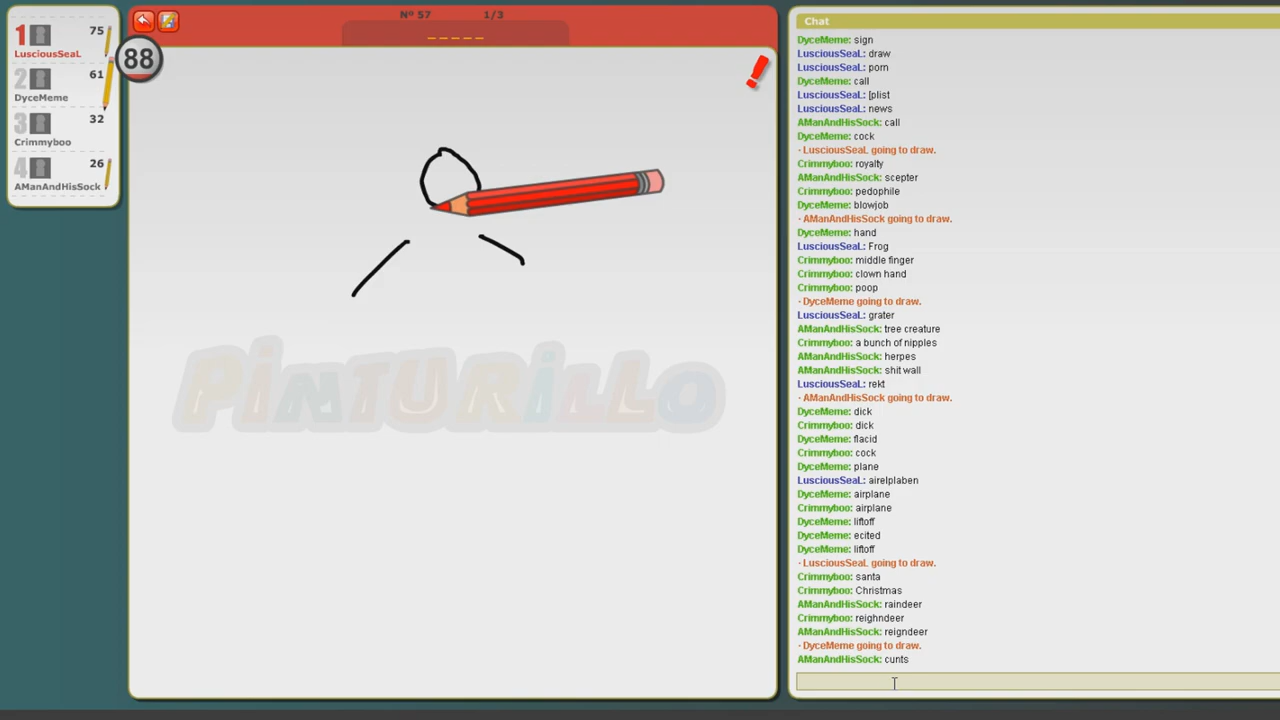 1 75
LusciousSeaL
2 61
DyceMeme
3 32
Crimmyboo
4 26
AManAndHisSock
88
Nº 57 1/3
_ _ _ _ _
PINTURILLO
Chat
DyceMeme: sign
LusciousSeaL: draw
LusciousSeaL: porn
DyceMeme: call
LusciousSeaL: [plist
LusciousSeaL: news
AManAndHisSock: call
DyceMeme: cock
· LusciousSeaL going to draw.
Crimmyboo: royalty
AManAndHisSock: scepter
Crimmyboo: pedophile
DyceMeme: blowjob
· AManAndHisSock going to draw.
DyceMeme: hand
LusciousSeaL: Frog
Crimmyboo: middle finger
Crimmyboo: clown hand
Crimmyboo: poop
· DyceMeme going to draw.
LusciousSeaL: grater
AManAndHisSock: tree creature
Crimmyboo: a bunch of nipples
AManAndHisSock: herpes
AManAndHisSock: shit wall
LusciousSeaL: rekt
· AManAndHisSock going to draw.
DyceMeme: dick
Crimmyboo: dick
DyceMeme: flacid
Crimmyboo: cock
DyceMeme: plane
LusciousSeaL: airelplaben
DyceMeme: airplane
Crimmyboo: airplane
DyceMeme: liftoff
DyceMeme: ecited
DyceMeme: liftoff
· LusciousSeaL going to draw.
Crimmyboo: santa
Crimmyboo: Christmas
AManAndHisSock: raindeer
Crimmyboo: reighndeer
AManAndHisSock: reigndeer
· DyceMeme going to draw.
AManAndHisSock: cunts